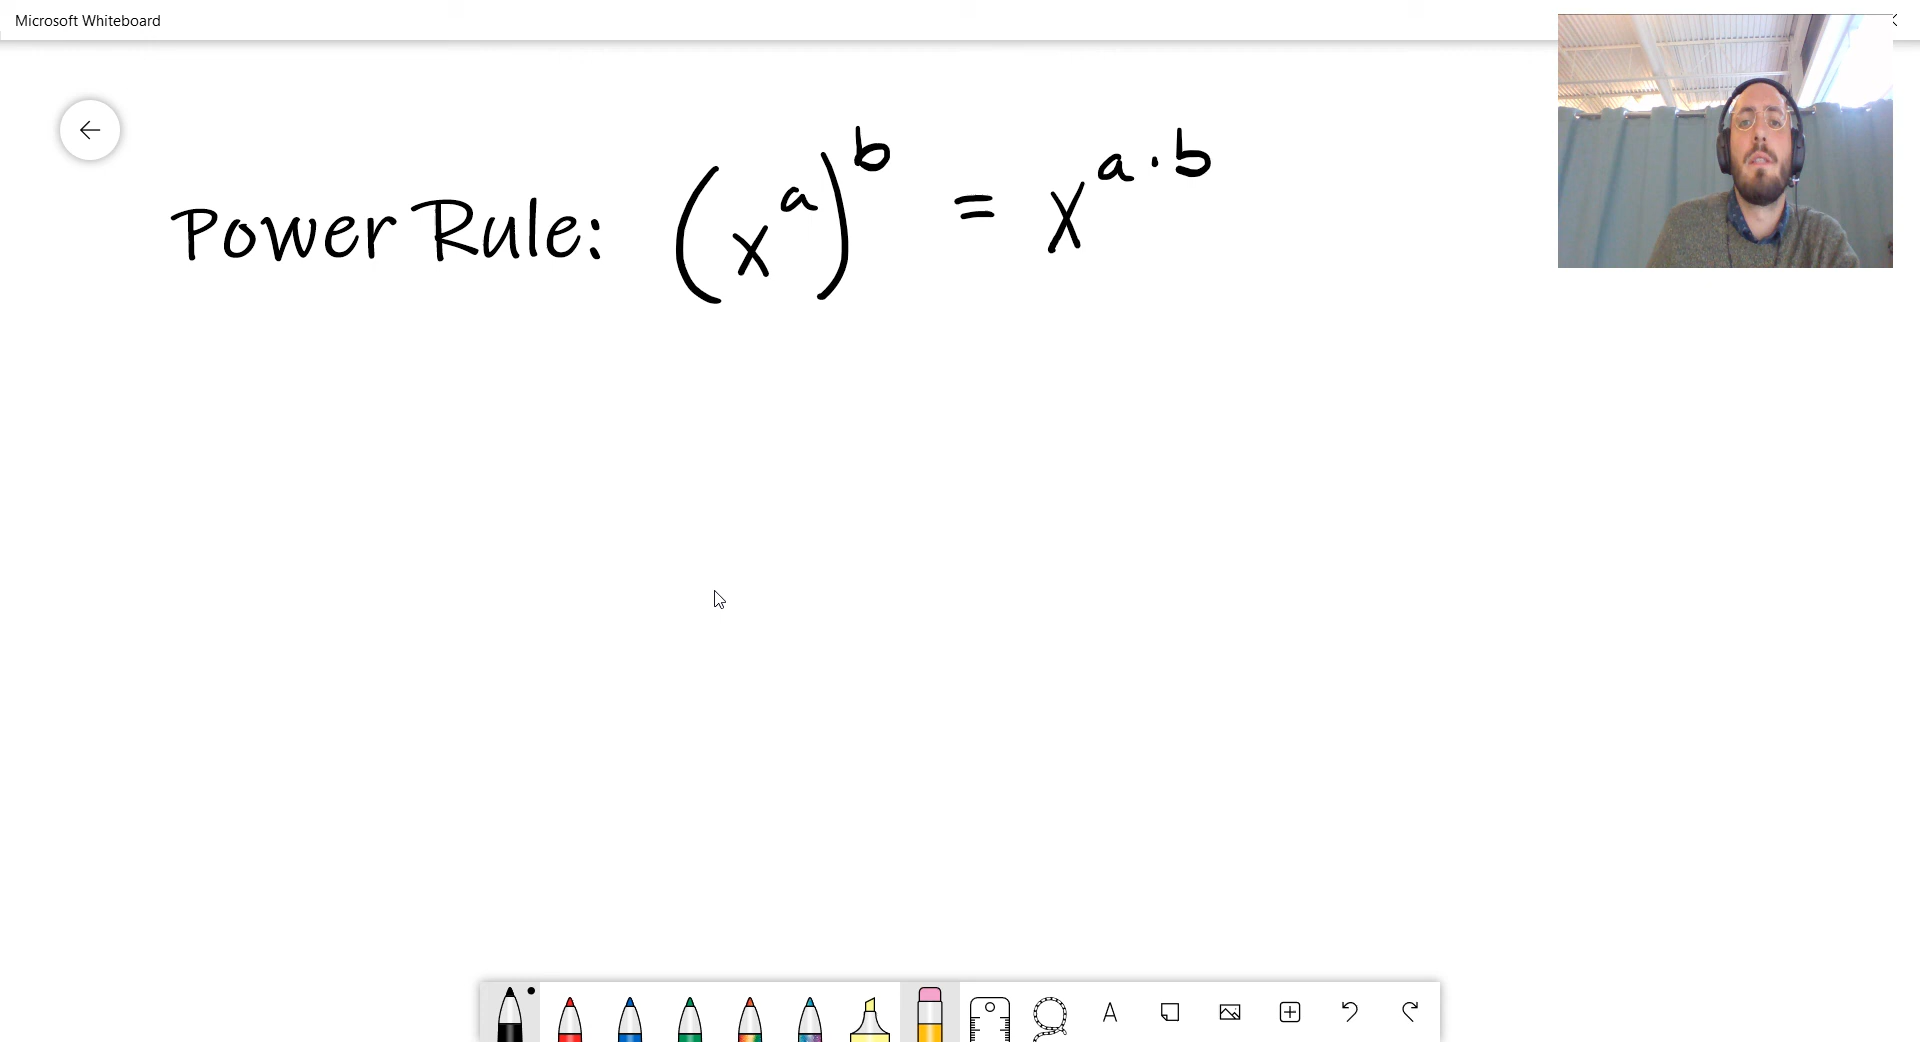 Microsoft Whiteboard
Power Rule: (x^a)^b = x^{a·b}